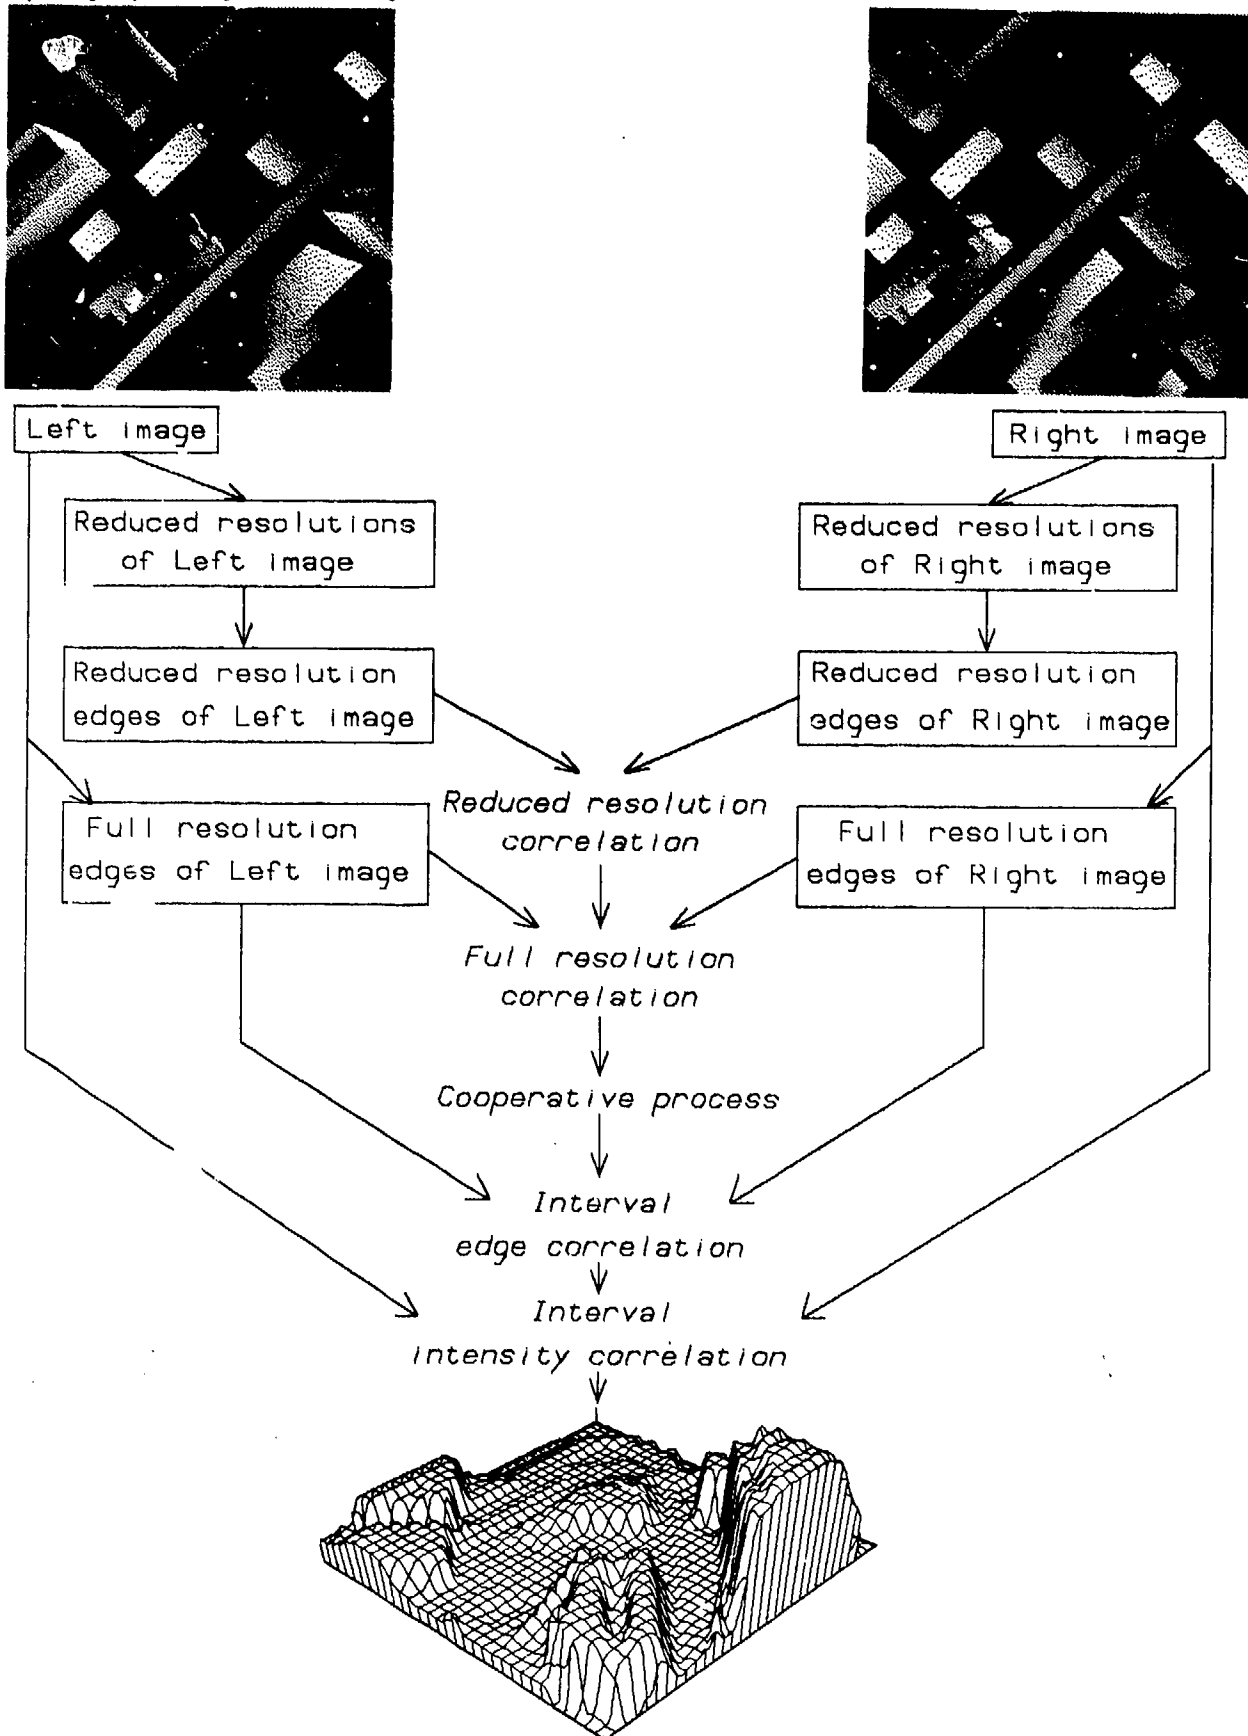 Left image
Right image
Reduced resolutions
of Left image
Reduced resolutions
of Right image
Reduced resolution
edges of Left image
Reduced resolution
edges of Right image
Reduced resolution
correlation
Full resolution
edges of Left image
Full resolution
edges of Right image
Full resolution
correlation
Cooperative process
Interval
edge correlation
Interval
intensity correlation